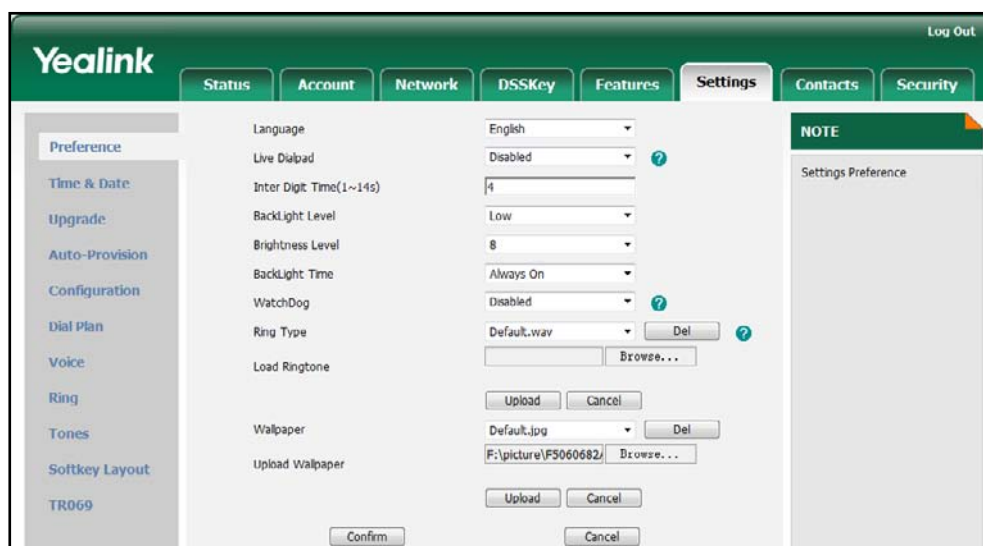 Log Out
Yealink
Status Account Network DSSKey Features Settings Contacts Security
Preference
Time & Date
Upgrade
Auto-Provision
Configuration
Dial Plan
Voice
Ring
Tones
Softkey Layout
TR069
Language English
Live Dialpad Disabled ?
Inter Digit Time(1~14s) 4
BackLight Level Low
Brightness Level 8
BackLight Time Always On
WatchDog Disabled ?
Ring Type Default.wav Del ?
Load Ringtone Browse...
Upload Cancel
Wallpaper Default.jpg Del
Upload Wallpaper F:\picture\F5060682/ Browse...
Upload Cancel
Confirm Cancel
NOTE
Settings Preference